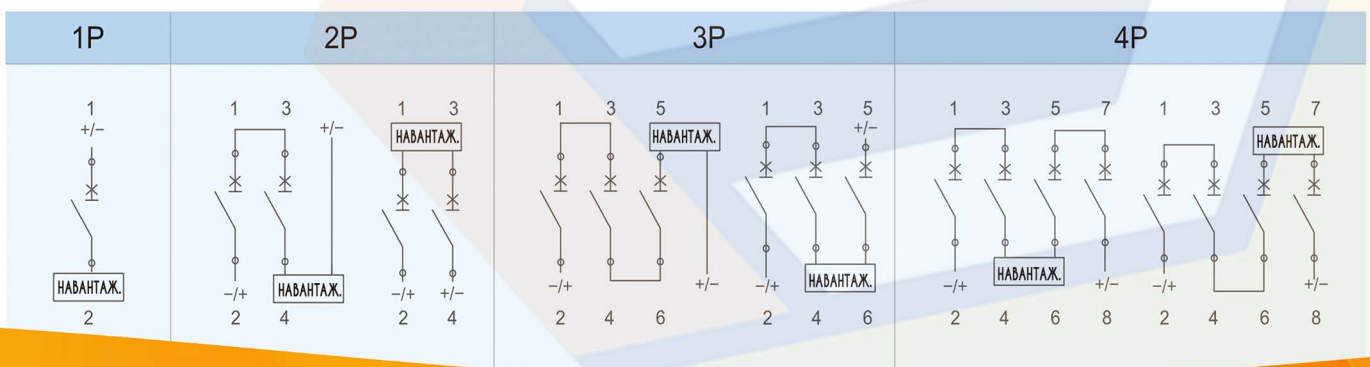 1P 2P 3P 4P
1 1 3 1 3 1 3 5 1 3 5 1 3 5 7 1 3 5 7
+/– +/– НАВАНТАЖ. НАВАНТАЖ. +/– НАВАНТАЖ.
НАВАНТАЖ. –/+ НАВАНТАЖ. –/+ +/– –/+ +/– –/+ НАВАНТАЖ. –/+ НАВАНТАЖ. +/– –/+ +/–
2 2 4 2 4 2 4 6 2 4 6 2 4 6 8 2 4 6 8